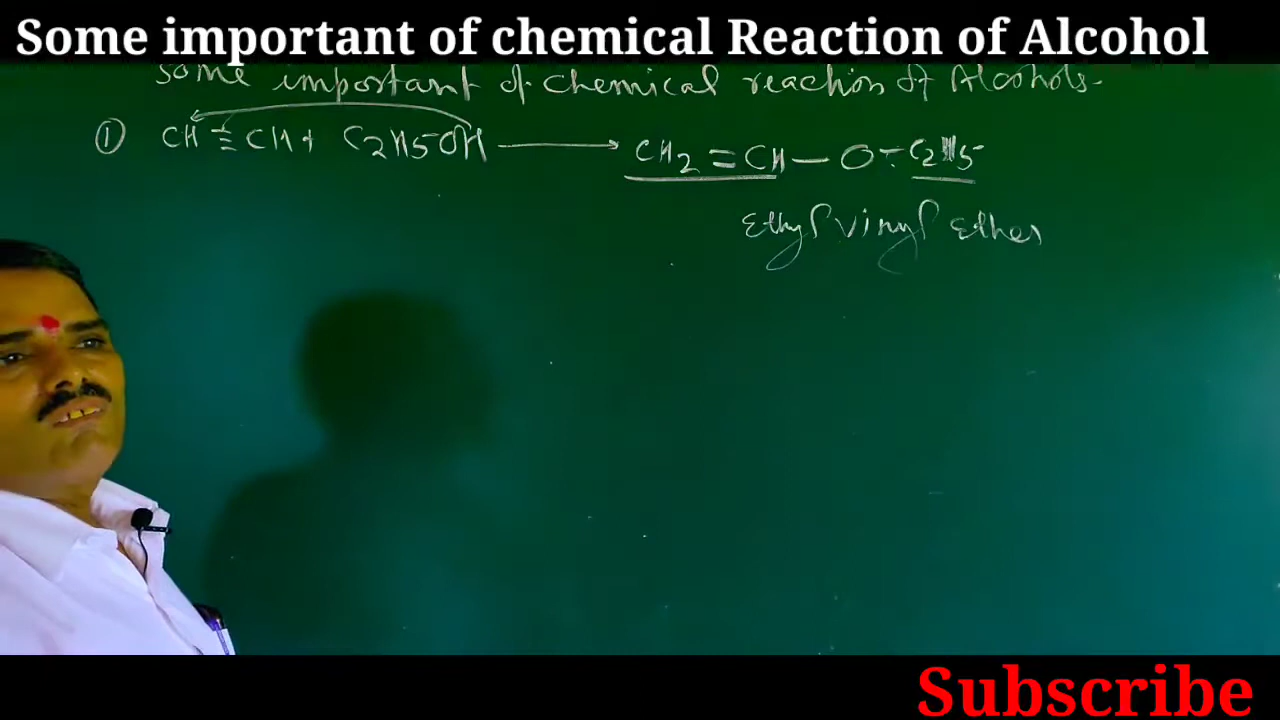 Some important of chemical Reaction of Alcohol
Some important of chemical reaction of Alcohols-
① CH ≡ CH + C2H5OH ⟶ CH2 = CH — O - C2H5
Ethyl vinyl Ether
Subscribe